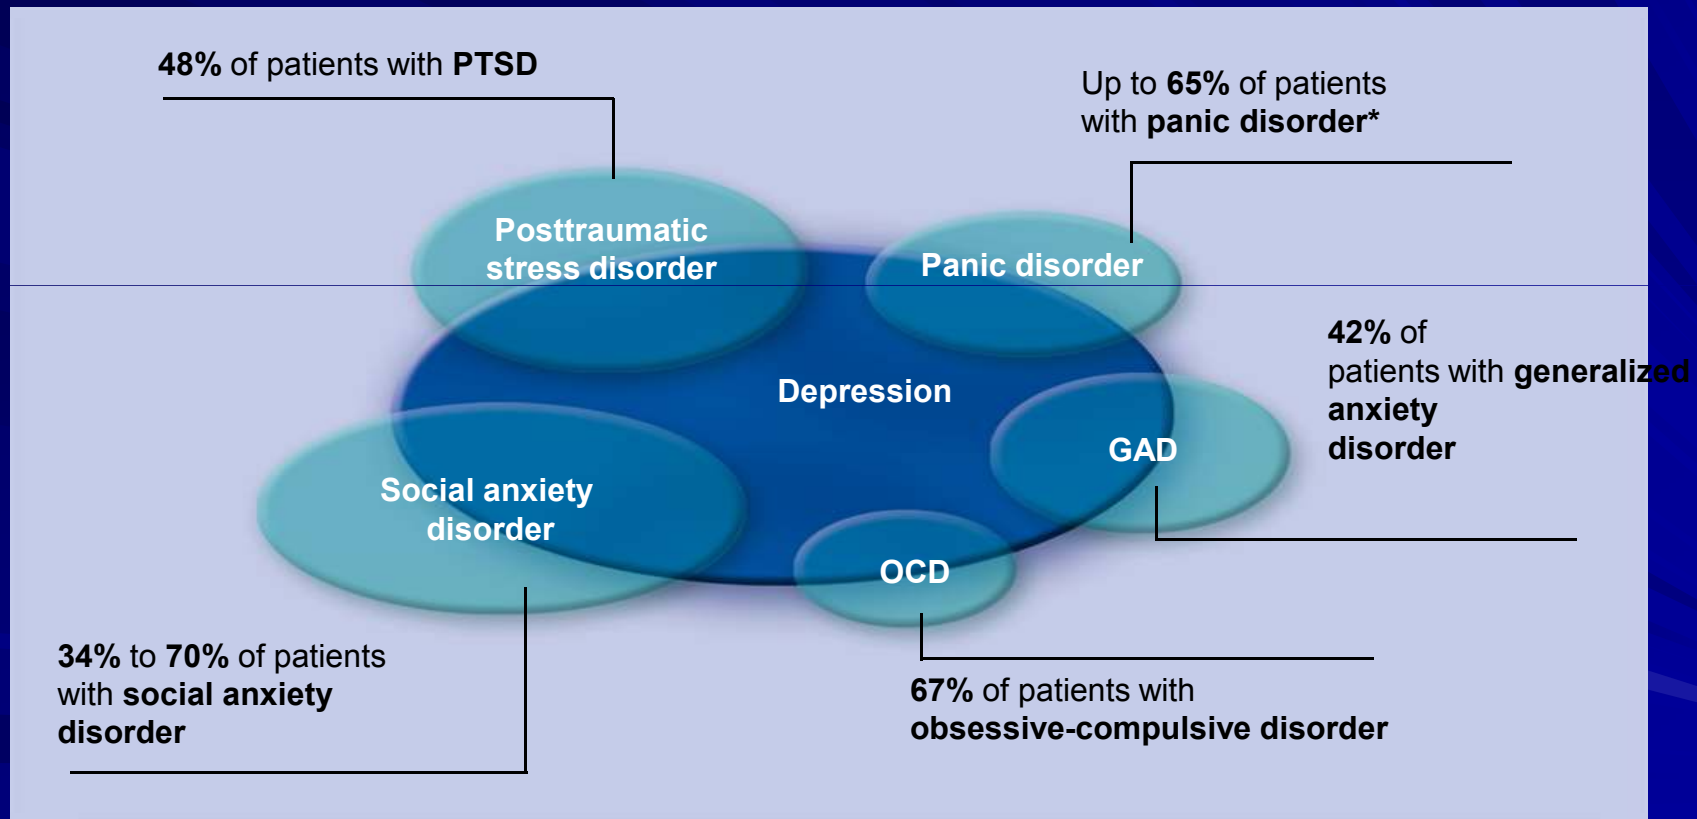 48% of patients with PTSD
Up to 65% of patients
with panic disorder*
Posttraumatic
stress disorder
Panic disorder
42% of
patients with generalized
anxiety
disorder
Depression
GAD
Social anxiety
disorder
OCD
34% to 70% of patients
with social anxiety
disorder
67% of patients with
obsessive-compulsive disorder